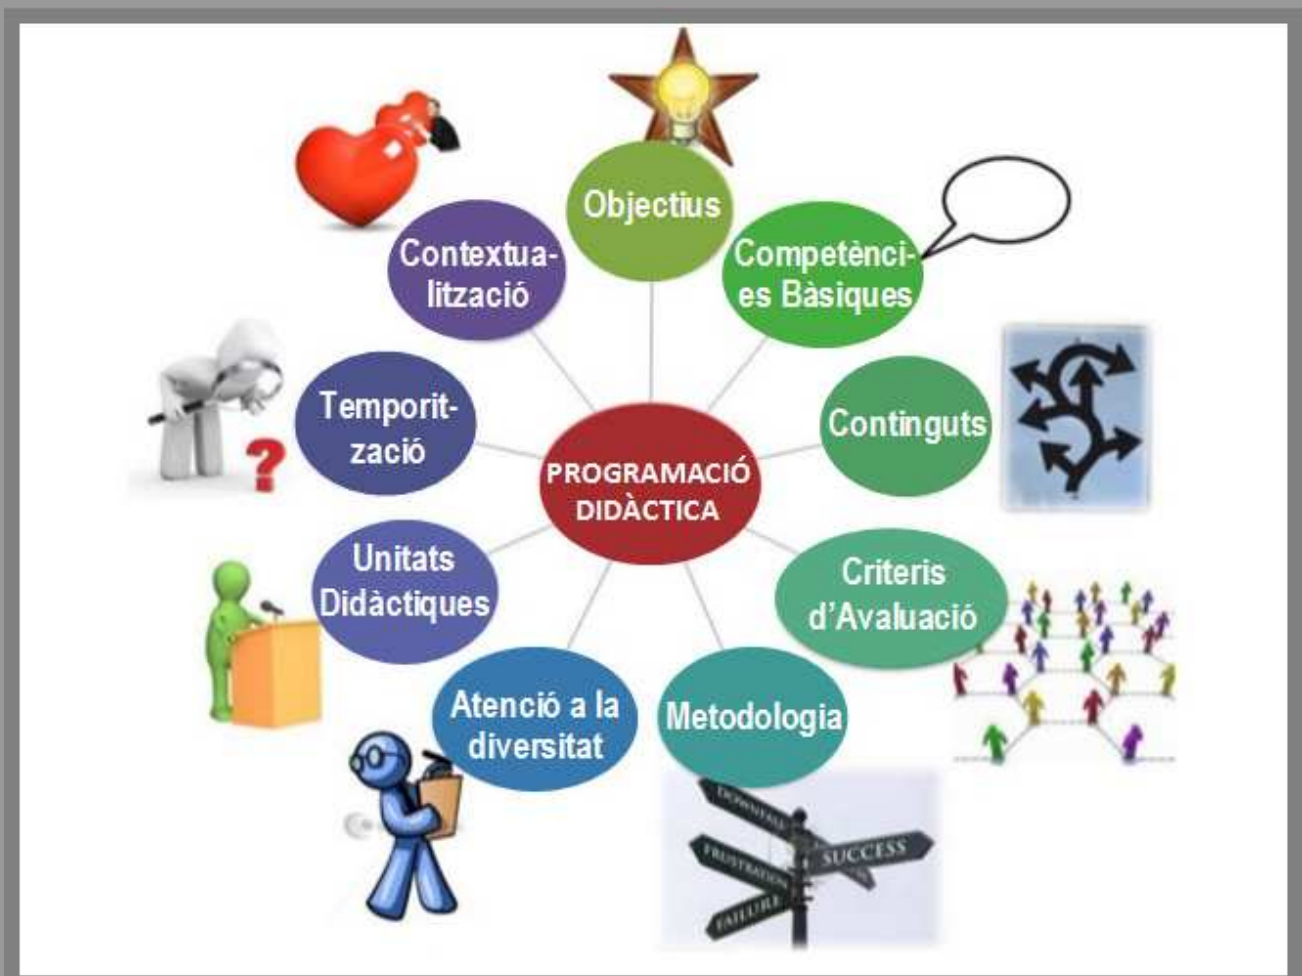 Objectius
Contextua-
lització
Competènci-
es Bàsiques
Temporit-
zació
Continguts
PROGRAMACIÓ
DIDÀCTICA
Unitats
Didàctiques
Criteris
d'Avaluació
Atenció a la
diversitat
Metodologia
DOWNFALL
SUCCESS
FRUSTRATION
FAILURE
?